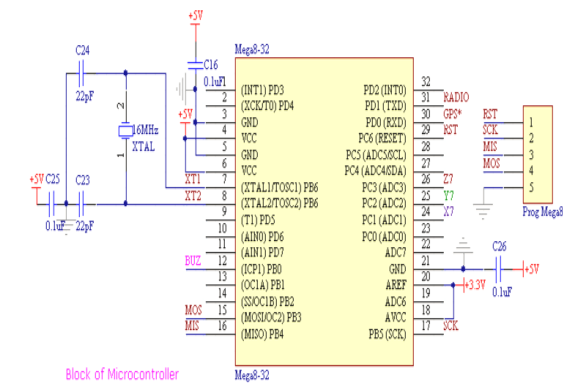 +5V
C24
22pF
16MHz
XTAL
2
1
+5V
C25
0.1uF
C23
22pF
C16
0.1uF
+5V
XT1
XT2
BUZ
MOS
MIS
Mega8-32
1 (INT1) PD3 PD2 (INT0) 32
2 (XCK/T0) PD4 PD1 (TXD) 31 RADIO
3 GND PD0 (RXD) 30 GPS*
4 VCC PC6 (RESET) 29 RST
5 GND PC5 (ADC5/SCL) 28
6 VCC PC4 (ADC4/SDA) 27
7 (XTAL1/TOSC1) PB6 PC3 (ADC3) 26 Z7
8 (XTAL2/TOSC2) PB6 PC2 (ADC2) 25 Y7
9 (T1) PD5 PC1 (ADC1) 24 X7
10 (AIN0) PD6 PC0 (ADC0) 23
11 (AIN1) PD7 ADC7 22
12 (ICP1) PB0 GND 21
13 (OC1A) PB1 AREF 20 +3.3V
14 (SS/OC1B) PB2 ADC6 19
15 (MOSI/OC2) PB3 AVCC 18
16 (MISO) PB4 PB5 (SCK) 17 SCK
Mega8-32
RST 1
SCK 2
MIS 3
MOS 4
5
Prog Mega8
C26
0.1uF
+5V
Block of Microcontroller